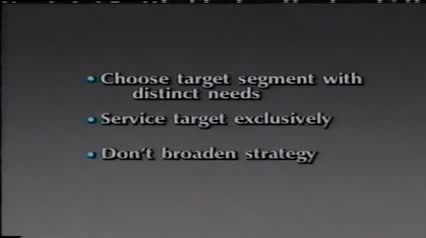 • Choose target segment with
distinct needs
• Service target exclusively
• Don't broaden strategy